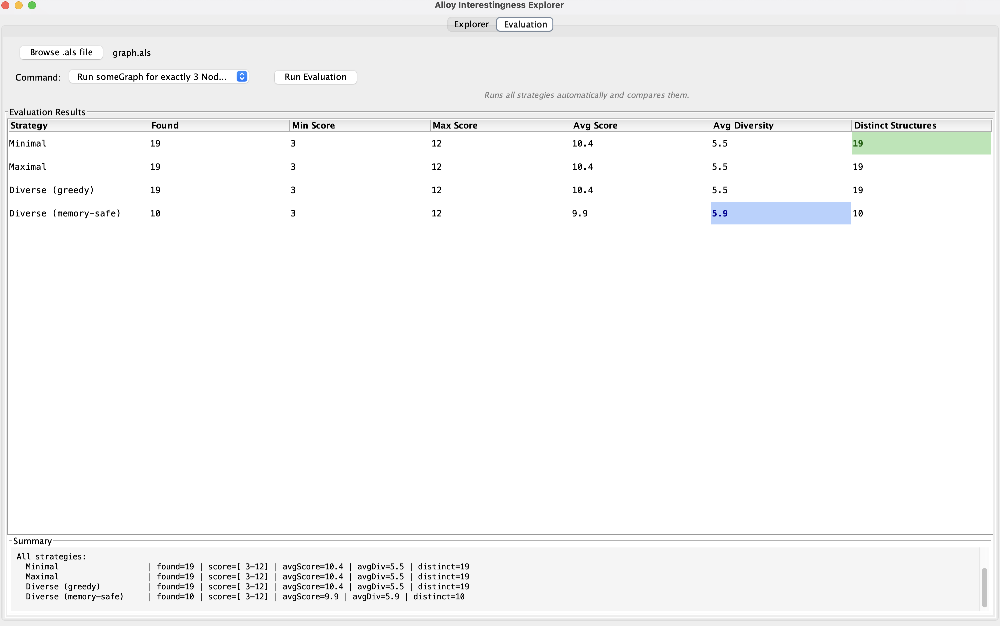 Alloy Interestingness Explorer
Explorer Evaluation
Browse .als file graph.als
Command: Run someGraph for exactly 3 Nod... Run Evaluation
Runs all strategies automatically and compares them.
Evaluation Results
Strategy Found Min Score Max Score Avg Score Avg Diversity Distinct Structures
Minimal 19 3 12 10.4 5.5 19
Maximal 19 3 12 10.4 5.5 19
Diverse (greedy) 19 3 12 10.4 5.5 19
Diverse (memory-safe) 10 3 12 9.9 5.9 10
Summary
All strategies:
Minimal | found=19 | score=[ 3-12] | avgScore=10.4 | avgDiv=5.5 | distinct=19
Maximal | found=19 | score=[ 3-12] | avgScore=10.4 | avgDiv=5.5 | distinct=19
Diverse (greedy) | found=19 | score=[ 3-12] | avgScore=10.4 | avgDiv=5.5 | distinct=19
Diverse (memory-safe) | found=10 | score=[ 3-12] | avgScore=9.9 | avgDiv=5.9 | distinct=10